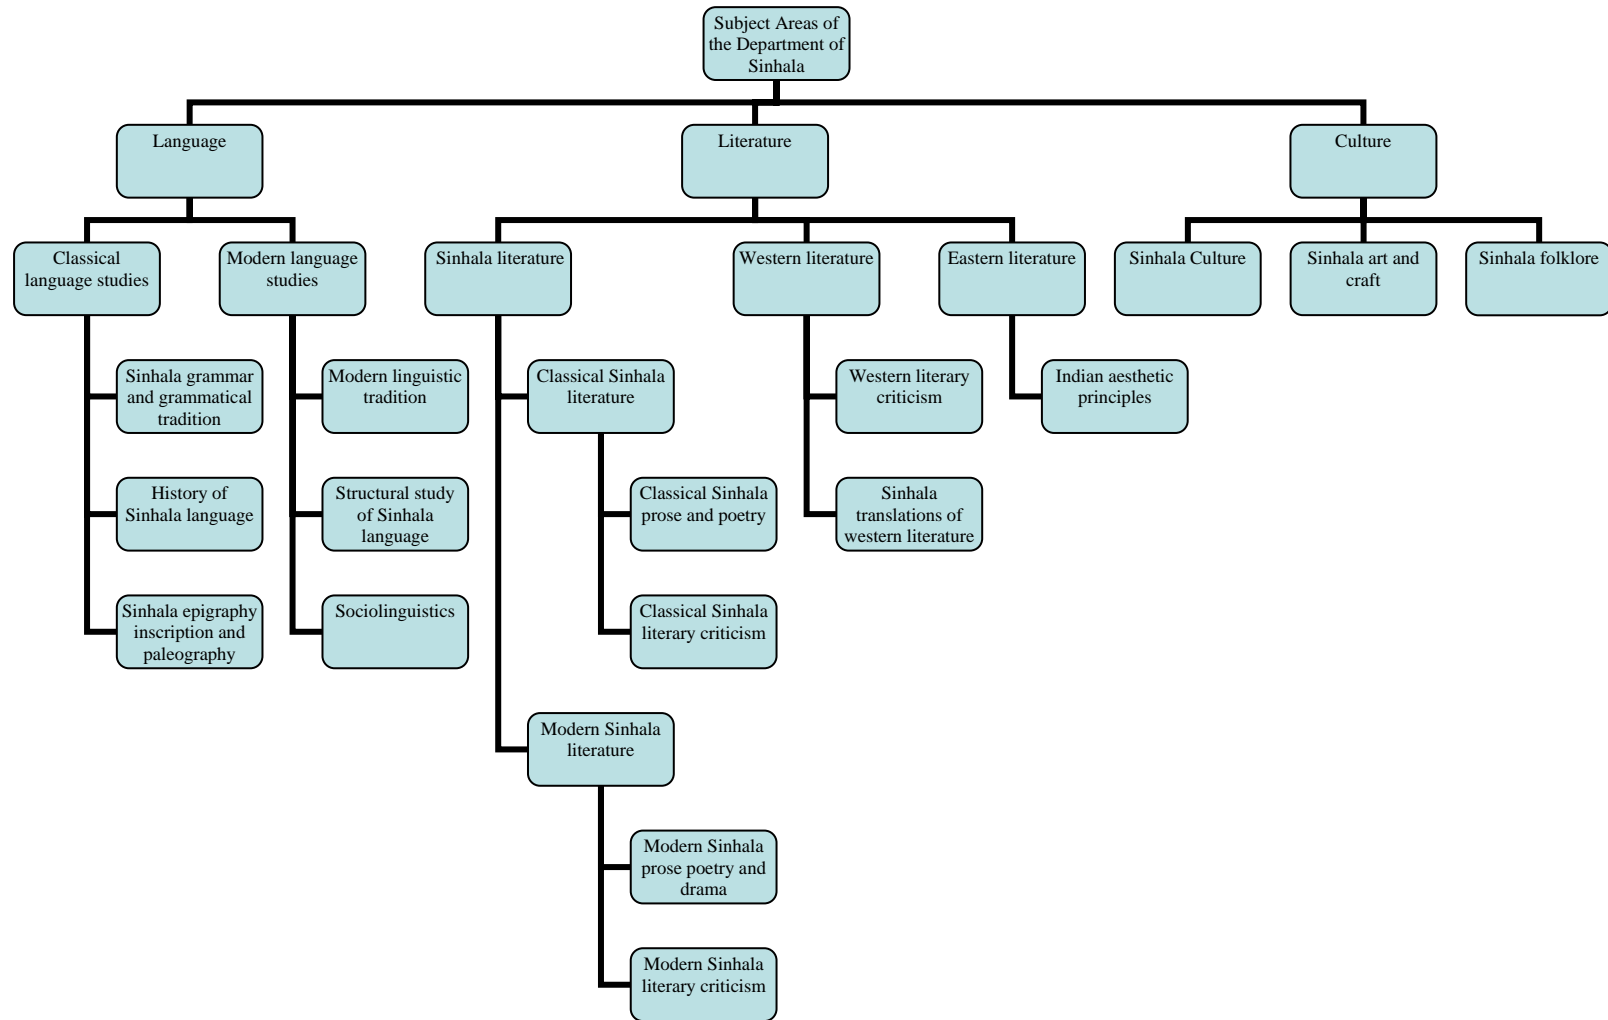 Subject Areas of
the Department of
Sinhala
Language
Literature
Culture
Classical
language studies
Modern language
studies
Sinhala literature
Western literature
Eastern literature
Sinhala Culture
Sinhala art and
craft
Sinhala folklore
Sinhala grammar
and grammatical
tradition
Modern linguistic
tradition
Classical Sinhala
literature
Western literary
criticism
Indian aesthetic
principles
History of
Sinhala language
Structural study
of Sinhala
language
Classical Sinhala
prose and poetry
Sinhala
translations of
western literature
Sinhala epigraphy
inscription and
paleography
Sociolinguistics
Classical Sinhala
literary criticism
Modern Sinhala
literature
Modern Sinhala
prose poetry and
drama
Modern Sinhala
literary criticism